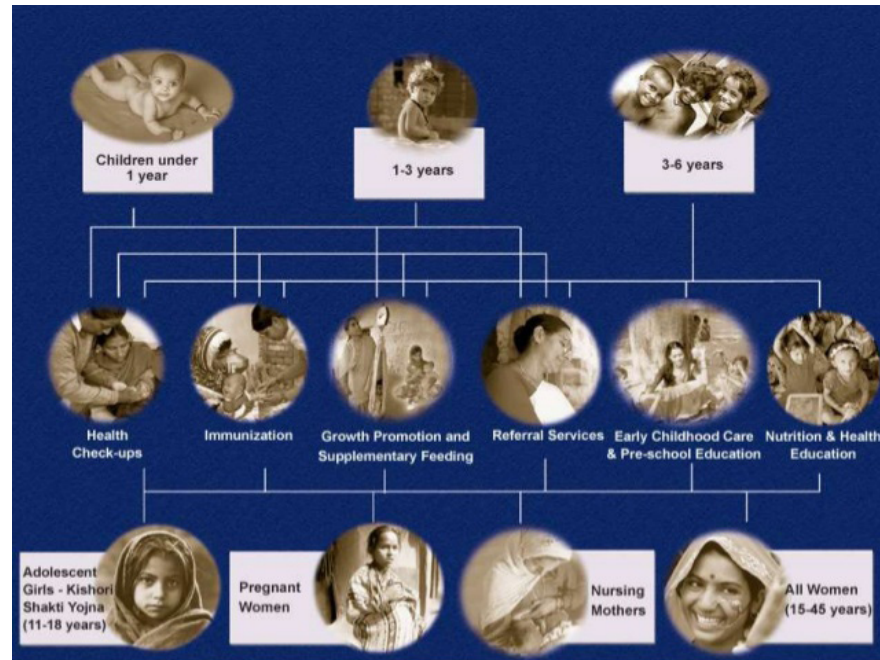 Children under
1 year
1-3 years
3-6 years
Health
Check-ups
Immunization
Growth Promotion and
Supplementary Feeding
Referral Services
Early Childhood Care
& Pre-school Education
Nutrition & Health
Education
Adolescent
Girls - Kishori
Shakti Yojna
(11-18 years)
Pregnant
Women
Nursing
Mothers
All Women
(15-45 years)